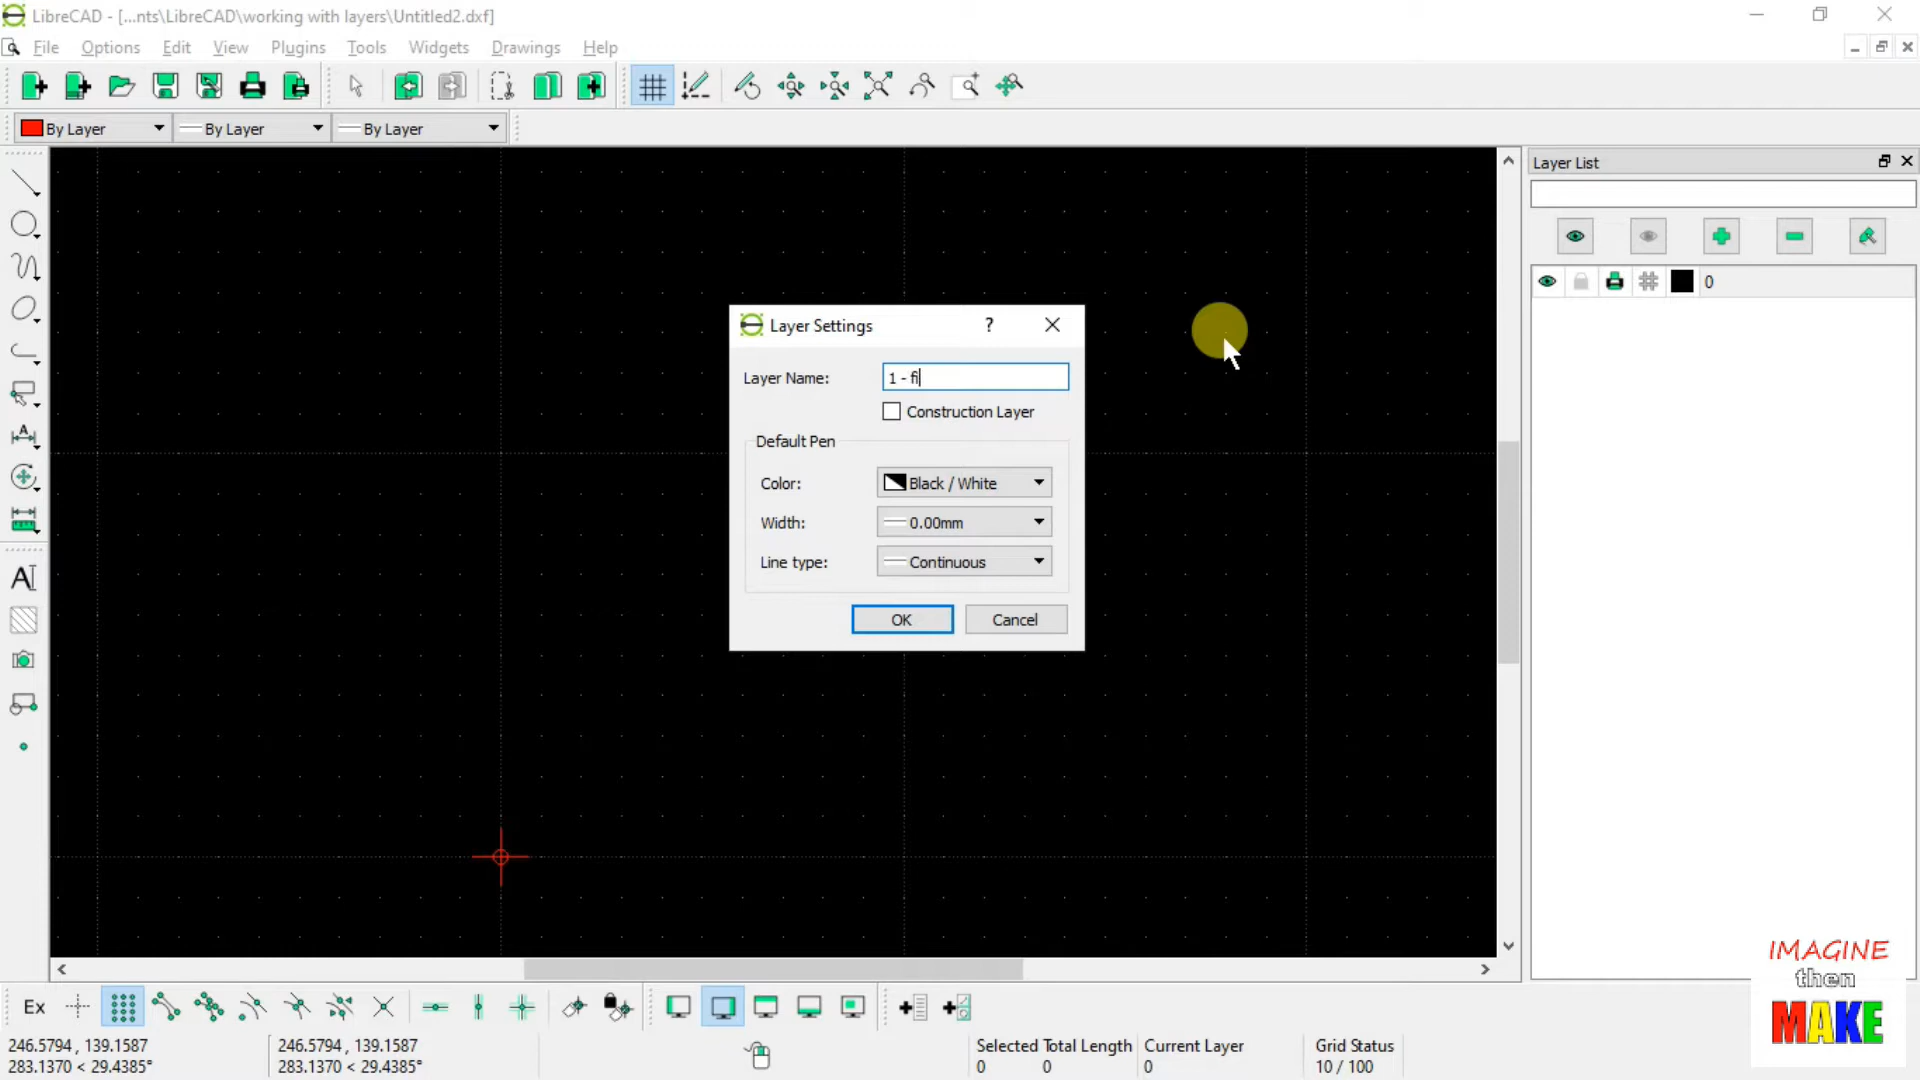 LibreCAD - [...nts\LibreCAD\working with layers\Untitled2.dxf]
File Options Edit View Plugins Tools Widgets Drawings Help
By Layer By Layer By Layer
Layer List
0
Layer Settings ?
Layer Name: 1 - fi
Construction Layer
Default Pen
Color: Black / White
Width: 0.00mm
Line type: Continuous
OK Cancel
IMAGINE
then
MAKE
Ex
246.5794 , 139.1587 246.5794 , 139.1587 Selected Total Length Current Layer Grid Status
283.1370 < 29.4385° 283.1370 < 29.4385° 0 0 0 10 / 100